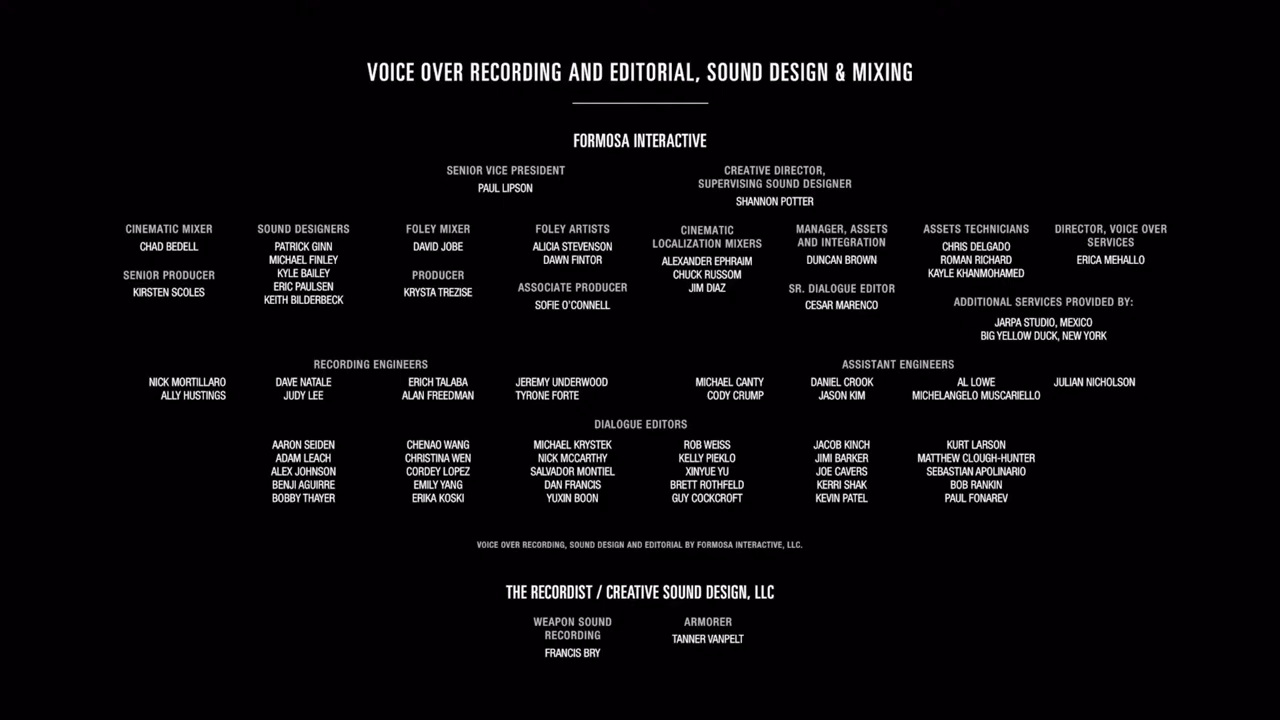 VOICE OVER RECORDING AND EDITORIAL, SOUND DESIGN & MIXING
FORMOSA INTERACTIVE
SENIOR VICE PRESIDENT
PAUL LIPSON
CREATIVE DIRECTOR,
SUPERVISING SOUND DESIGNER
SHANNON POTTER
CINEMATIC MIXER
CHAD BEDELL
SENIOR PRODUCER
KIRSTEN SCOLES
SOUND DESIGNERS
PATRICK GINN
MICHAEL FINLEY
KYLE BAILEY
ERIC PAULSEN
KEITH BILDERBECK
FOLEY MIXER
DAVID JOBE
PRODUCER
KRYSTA TREZISE
FOLEY ARTISTS
ALICIA STEVENSON
DAWN FINTOR
ASSOCIATE PRODUCER
SOFIE O'CONNELL
CINEMATIC
LOCALIZATION MIXERS
ALEXANDER EPHRAIM
CHUCK RUSSOM
JIM DIAZ
MANAGER, ASSETS
AND INTEGRATION
DUNCAN BROWN
SR. DIALOGUE EDITOR
CESAR MARENCO
ASSETS TECHNICIANS
CHRIS DELGADO
ROMAN RICHARD
KAYLE KHANMOHAMED
DIRECTOR, VOICE OVER
SERVICES
ERICA MEHALLO
ADDITIONAL SERVICES PROVIDED BY:
JARPA STUDIO, MEXICO
BIG YELLOW DUCK, NEW YORK
RECORDING ENGINEERS
NICK MORTILLARO
ALLY HUSTINGS
DAVE NATALE
JUDY LEE
ERICH TALABA
ALAN FREEDMAN
JEREMY UNDERWOOD
TYRONE FORTE
ASSISTANT ENGINEERS
MICHAEL CANTY
CODY CRUMP
DANIEL CROOK
JASON KIM
AL LOWE
MICHELANGELO MUSCARIELLO
JULIAN NICHOLSON
DIALOGUE EDITORS
AARON SEIDEN
ADAM LEACH
ALEX JOHNSON
BENJI AGUIRRE
BOBBY THAYER
CHENAO WANG
CHRISTINA WEN
CORDEY LOPEZ
EMILY YANG
ERIKA KOSKI
MICHAEL KRYSTEK
NICK MCCARTHY
SALVADOR MONTIEL
DAN FRANCIS
YUXIN BOON
ROB WEISS
KELLY PIEKLO
XINYUE YU
BRETT ROTHFELD
GUY COCKCROFT
JACOB KINCH
JIMI BARKER
JOE CAVERS
KERRI SHAK
KEVIN PATEL
KURT LARSON
MATTHEW CLOUGH-HUNTER
SEBASTIAN APOLINARIO
BOB RANKIN
PAUL FONAREV
VOICE OVER RECORDING, SOUND DESIGN AND EDITORIAL BY FORMOSA INTERACTIVE, LLC.
THE RECORDIST / CREATIVE SOUND DESIGN, LLC
WEAPON SOUND
RECORDING
FRANCIS BRY
ARMORER
TANNER VANPELT